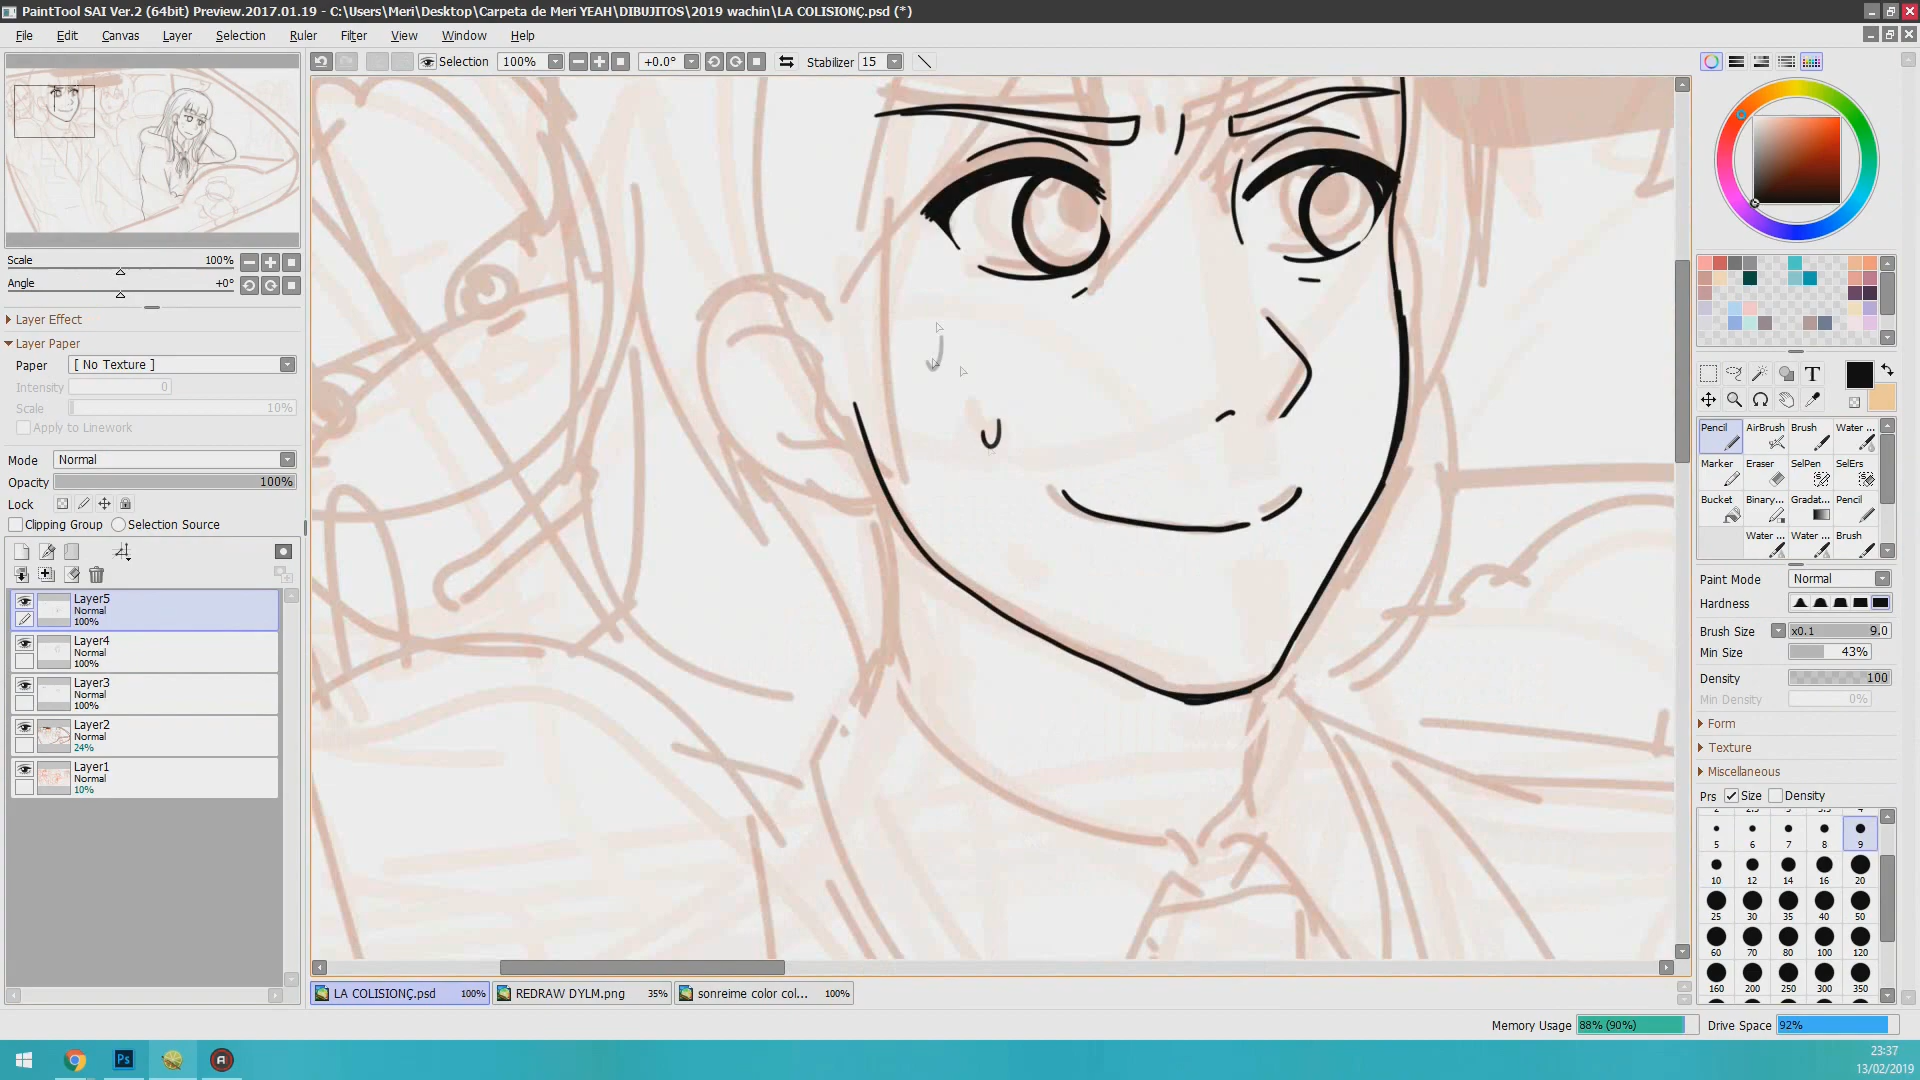 PaintTool SAI Ver.2 (64bit) Preview.2017.01.19 - C:\Users\Meri\Desktop\Carpeta de Meri YEAH\DIBUJITOS\2019 wachin\LA COLISIONÇ.psd (*)
File Edit Canvas Layer Selection Ruler Filter View Window Help
Selection 100% +0.0° Stabilizer 15
Scale 100%
Angle +0°
Layer Effect
Layer Paper
Paper [ No Texture ]
Intensity 0
Scale 10%
Apply to Linework
Mode Normal
Opacity 100%
Lock
Clipping Group Selection Source
Layer5
Normal
100%
Layer4
Normal
100%
Layer3
Normal
100%
Layer2
Normal
24%
Layer1
Normal
10%
T
Pencil AirBrush Brush Water ...
Marker Eraser SelPen SelErs
Bucket Binary... Gradat... Pencil
Water ... Water ... Brush
Paint Mode Normal
Hardness
Brush Size x0.1 9.0
Min Size 43%
Density 100
Min Density 0%
Form
Texture
Miscellaneous
Prs Size Density
5 6 7 8 9
10 12 14 16 20
25 30 35 40 50
60 70 80 100 120
160 200 250 300 350
LA COLISIONÇ.psd 100% REDRAW DYLM.png 35% sonreime color col... 100%
Memory Usage 88% (90%) Drive Space 92%
Ps
A
23:37
13/02/2019